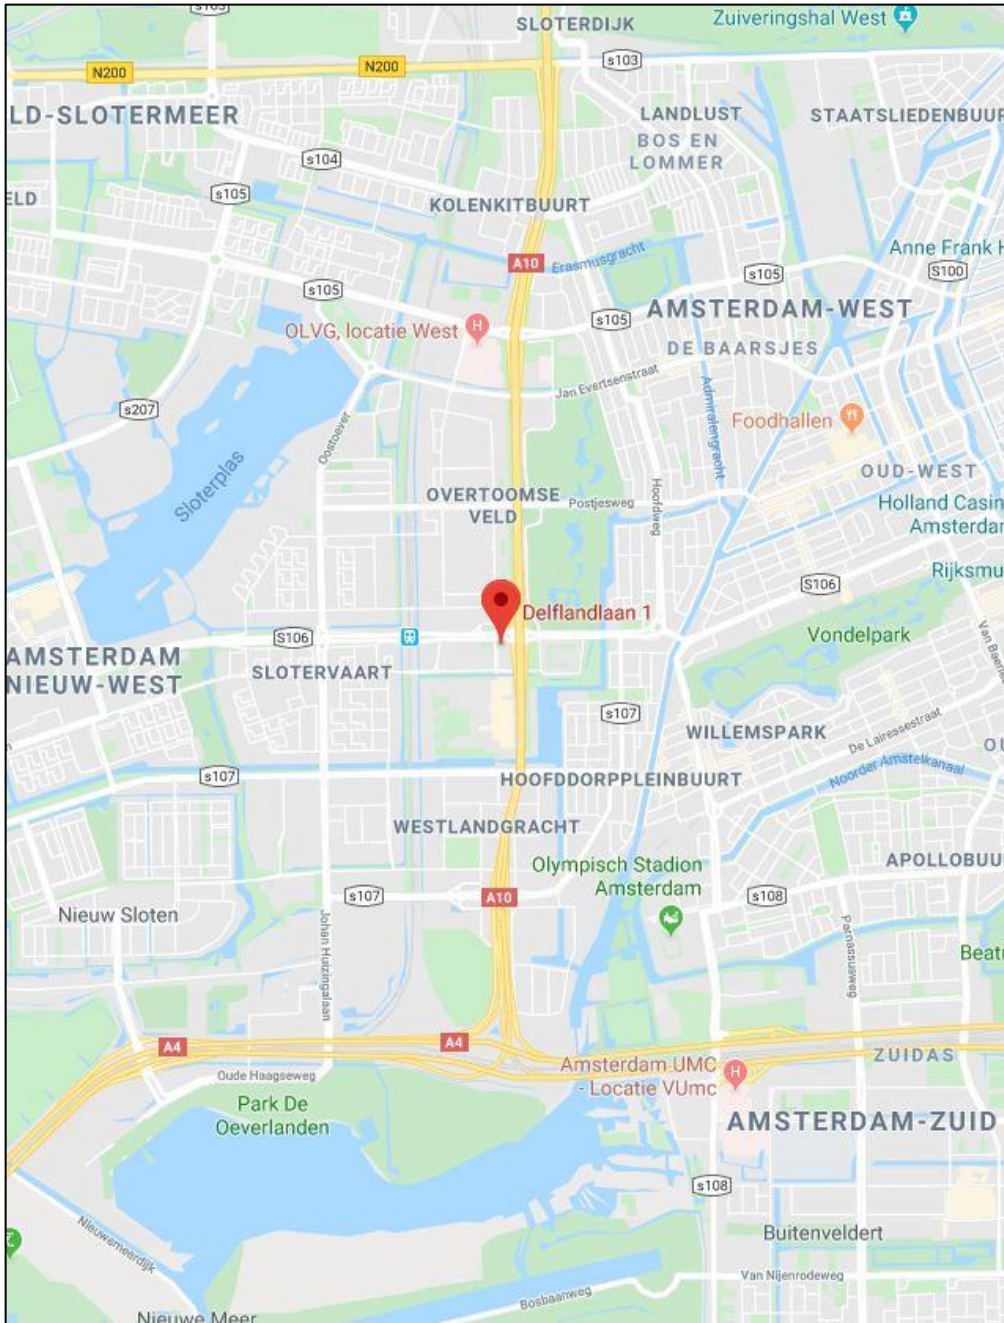 s103
SLOTERDIJK
Zuiveringshal West
s103
N200
N200
LD-SLOTERMEER
LANDLUST
STAATSLIEDENBUUR
BOS EN
LOMMER
s104
s105
ELD
KOLENKITBUURT
Anne Frank H
Erasmusgracht
A10
s105
S100
s105
OLVG, locatie West
s105
AMSTERDAM-WEST
DE BAARSJES
Jan Evertsenstraat
s207
Admiralengracht
Foodhallen
Oostoever
Sloterplas
OUD-WEST
OVERTOOMSE
VELD
Postjesweg
Hoofdweg
Holland Casin
Amsterdar
Rijksmu
S106
Delflandlaan 1
S106
Vondelpark
Van Baer
AMSTERDAM
NIEUW-WEST
SLOTERVAART
s107
WILLEMSPARK
De Lairessestraat
OU
s107
HOOFDDORPPLEINBUURT
Noorder Amstelkanaal
WESTLANDGRACHT
Olympisch Stadion
Amsterdam
APOLLOBUU
s107
A10
s108
Nieuw Sloten
Johan Huizingalaan
Parnassusweg
Beat
A4
A4
ZUIDAS
Amsterdam UMC
- Locatie VUmc
Oude Haagseweg
Park De
Oeverlanden
AMSTERDAM-ZUID
s108
Nieuwemeerdijk
Buitenveldert
Van Nijenrodeweg
Bosbaanweg
Nieuwe Meer